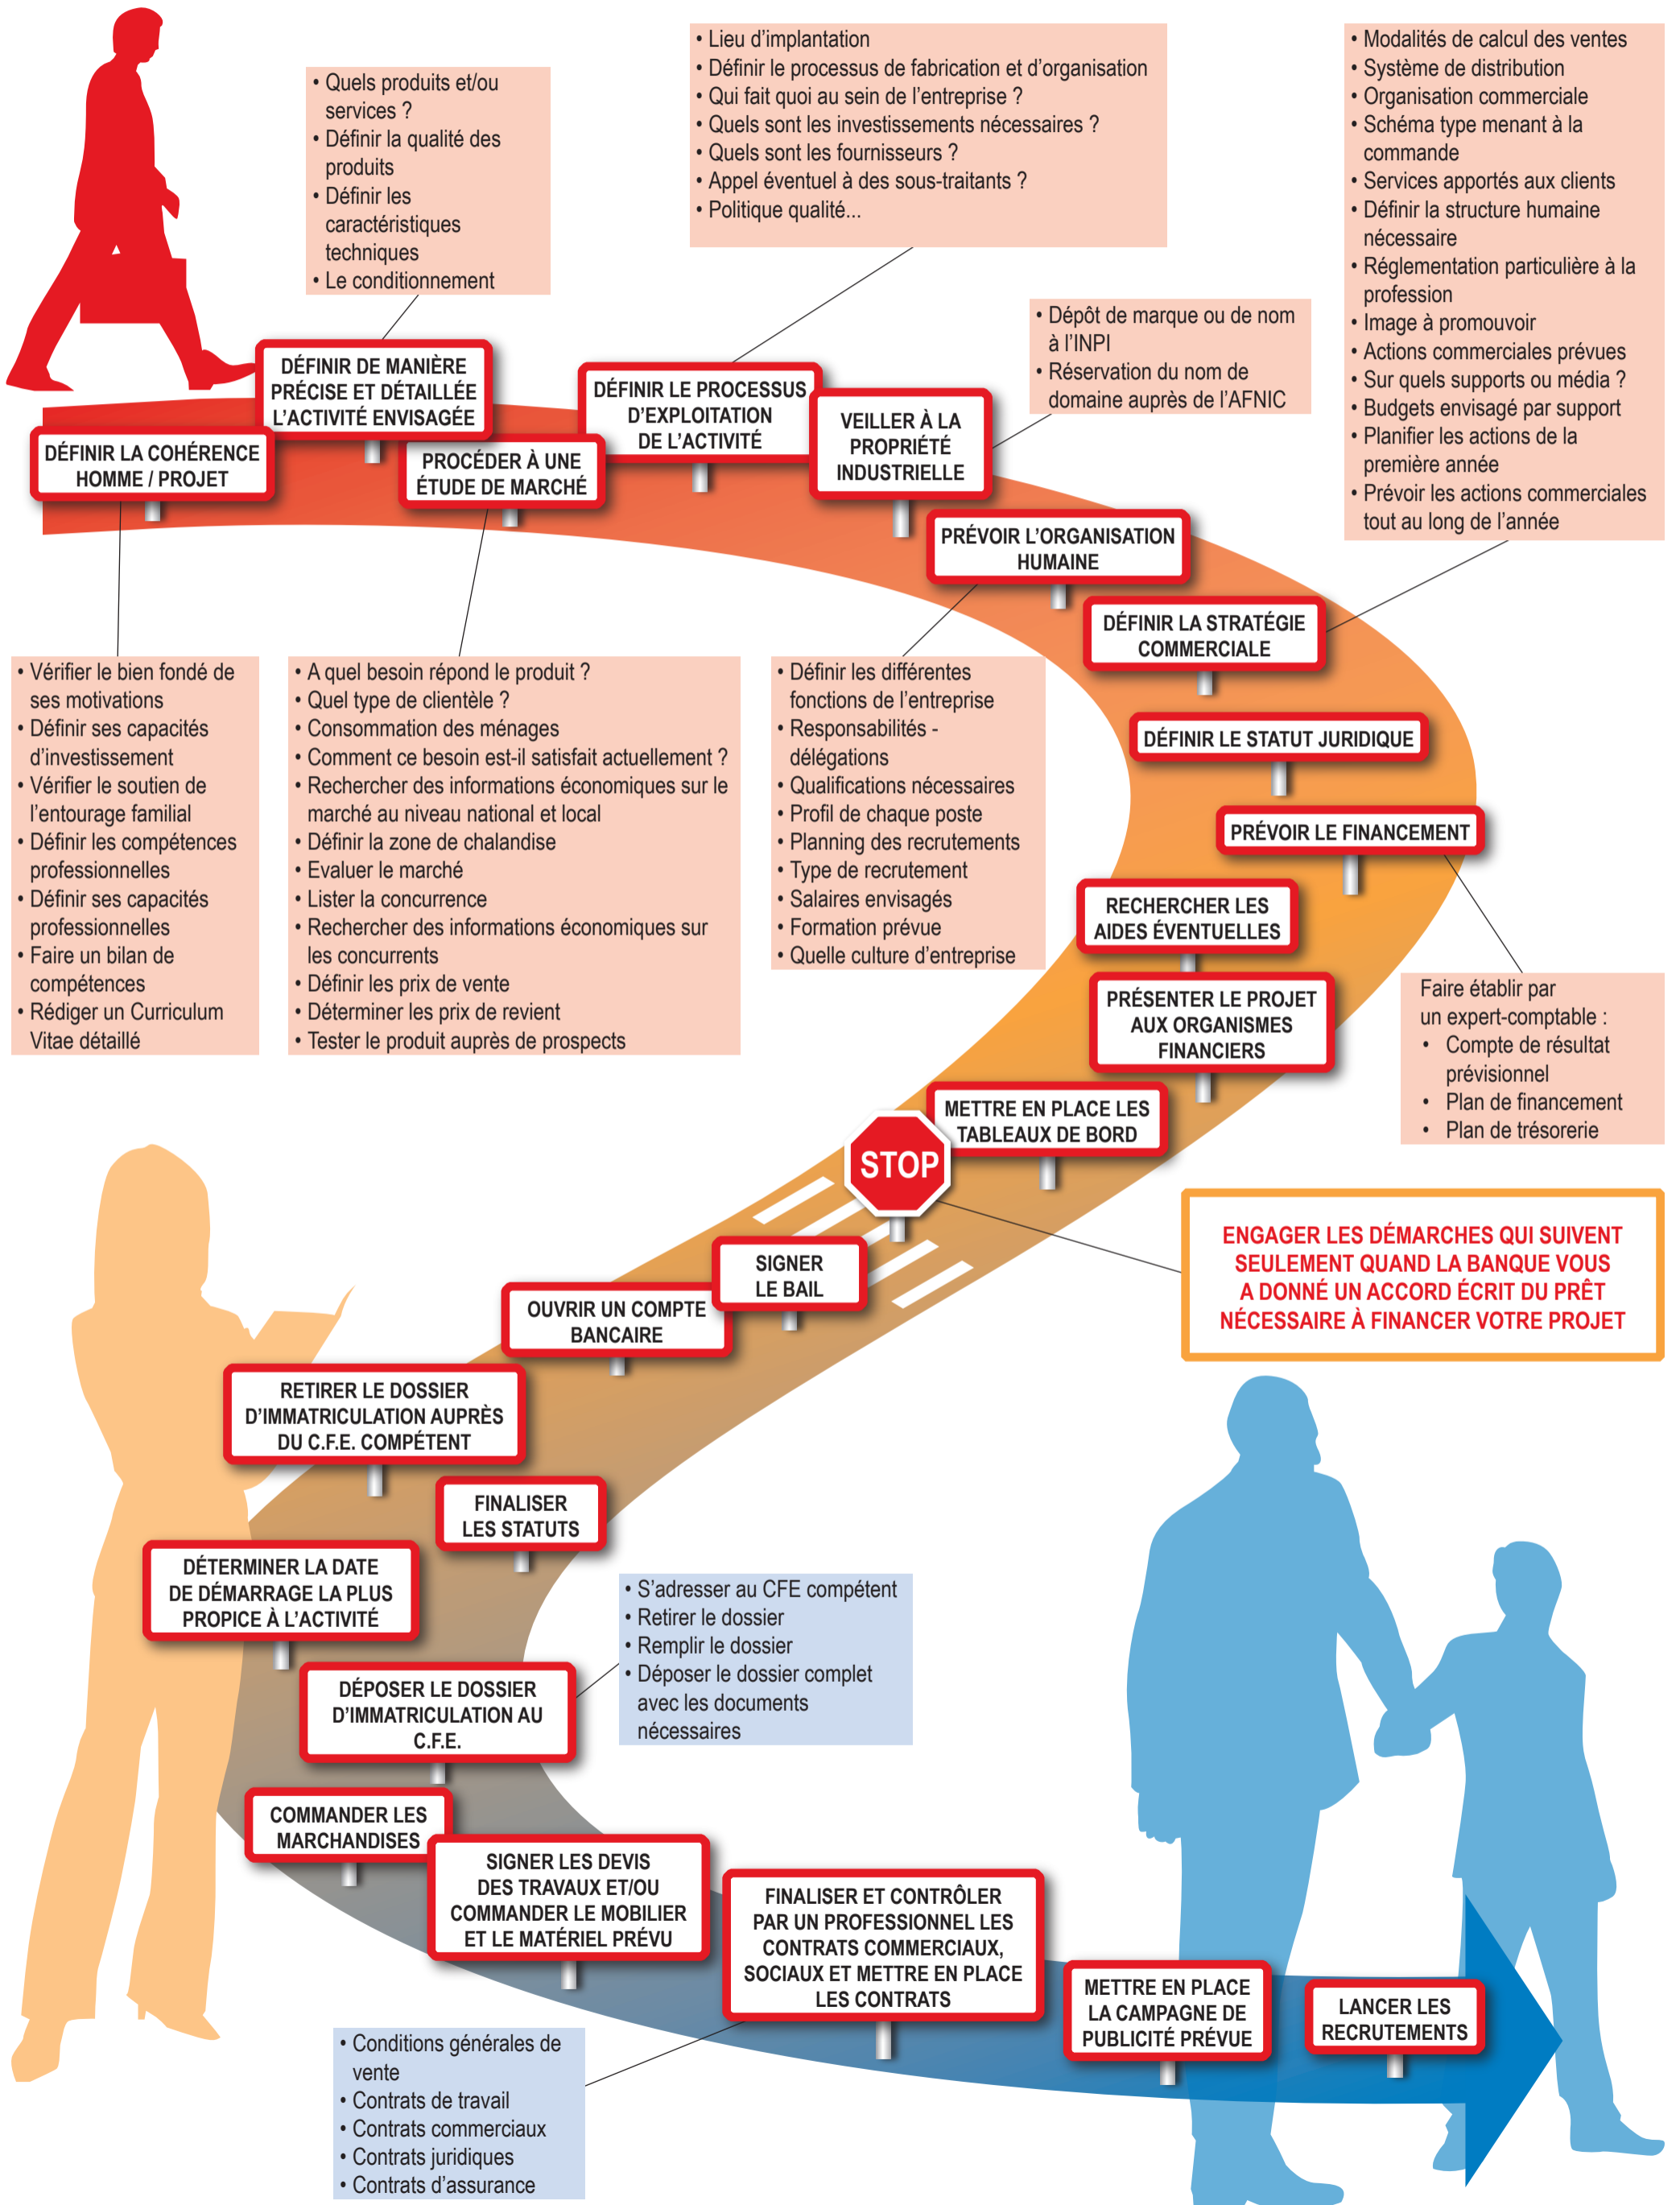 • Quels produits et/ou
services ?
• Définir la qualité des
produits
• Définir les
caractéristiques
techniques
• Le conditionnement
• Lieu d’implantation
• Définir le processus de fabrication et d’organisation
• Qui fait quoi au sein de l’entreprise ?
• Quels sont les investissements nécessaires ?
• Quels sont les fournisseurs ?
• Appel éventuel à des sous-traitants ?
• Politique qualité...
• Modalités de calcul des ventes
• Système de distribution
• Organisation commerciale
• Schéma type menant à la
commande
• Services apportés aux clients
• Définir la structure humaine
nécessaire
• Réglementation particulière à la
profession
• Image à promouvoir
• Actions commerciales prévues
• Sur quels supports ou média ?
• Budgets envisagé par support
• Planifier les actions de la
première année
• Prévoir les actions commerciales
tout au long de l’année
• Dépôt de marque ou de nom
à l’INPI
• Réservation du nom de
domaine auprès de l’AFNIC
DÉFINIR LA COHÉRENCE
HOMME / PROJET
DÉFINIR DE MANIÈRE
PRÉCISE ET DÉTAILLÉE
L’ACTIVITÉ ENVISAGÉE
PROCÉDER À UNE
ÉTUDE DE MARCHÉ
DÉFINIR LE PROCESSUS
D’EXPLOITATION
DE L’ACTIVITÉ
VEILLER À LA
PROPRIÉTÉ
INDUSTRIELLE
PRÉVOIR L’ORGANISATION
HUMAINE
DÉFINIR LA STRATÉGIE
COMMERCIALE
DÉFINIR LE STATUT JURIDIQUE
PRÉVOIR LE FINANCEMENT
RECHERCHER LES
AIDES ÉVENTUELLES
PRÉSENTER LE PROJET
AUX ORGANISMES
FINANCIERS
METTRE EN PLACE LES
TABLEAUX DE BORD
• Vérifier le bien fondé de
ses motivations
• Définir ses capacités
d’investissement
• Vérifier le soutien de
l’entourage familial
• Définir les compétences
professionnelles
• Définir ses capacités
professionnelles
• Faire un bilan de
compétences
• Rédiger un Curriculum
Vitae détaillé
• A quel besoin répond le produit ?
• Quel type de clientèle ?
• Consommation des ménages
• Comment ce besoin est-il satisfait actuellement ?
• Rechercher des informations économiques sur le
marché au niveau national et local
• Définir la zone de chalandise
• Evaluer le marché
• Lister la concurrence
• Rechercher des informations économiques sur
les concurrents
• Définir les prix de vente
• Déterminer les prix de revient
• Tester le produit auprès de prospects
• Définir les différentes
fonctions de l’entreprise
• Responsabilités -
délégations
• Qualifications nécessaires
• Profil de chaque poste
• Planning des recrutements
• Type de recrutement
• Salaires envisagés
• Formation prévue
• Quelle culture d’entreprise
Faire établir par
un expert-comptable :
• Compte de résultat
prévisionnel
• Plan de financement
• Plan de trésorerie
STOP
ENGAGER LES DÉMARCHES QUI SUIVENT
SEULEMENT QUAND LA BANQUE VOUS
A DONNÉ UN ACCORD ÉCRIT DU PRÊT
NÉCESSAIRE À FINANCER VOTRE PROJET
SIGNER
LE BAIL
OUVRIR UN COMPTE
BANCAIRE
RETIRER LE DOSSIER
D’IMMATRICULATION AUPRÈS
DU C.F.E. COMPÉTENT
FINALISER
LES STATUTS
DÉTERMINER LA DATE
DE DÉMARRAGE LA PLUS
PROPICE À L’ACTIVITÉ
DÉPOSER LE DOSSIER
D’IMMATRICULATION AU
C.F.E.
• S’adresser au CFE compétent
• Retirer le dossier
• Remplir le dossier
• Déposer le dossier complet
avec les documents
nécessaires
COMMANDER LES
MARCHANDISES
SIGNER LES DEVIS
DES TRAVAUX ET/OU
COMMANDER LE MOBILIER
ET LE MATÉRIEL PRÉVU
FINALISER ET CONTRÔLER
PAR UN PROFESSIONNEL LES
CONTRATS COMMERCIAUX,
SOCIAUX ET METTRE EN PLACE
LES CONTRATS
METTRE EN PLACE
LA CAMPAGNE DE
PUBLICITÉ PRÉVUE
LANCER LES
RECRUTEMENTS
• Conditions générales de
vente
• Contrats de travail
• Contrats commerciaux
• Contrats juridiques
• Contrats d’assurance